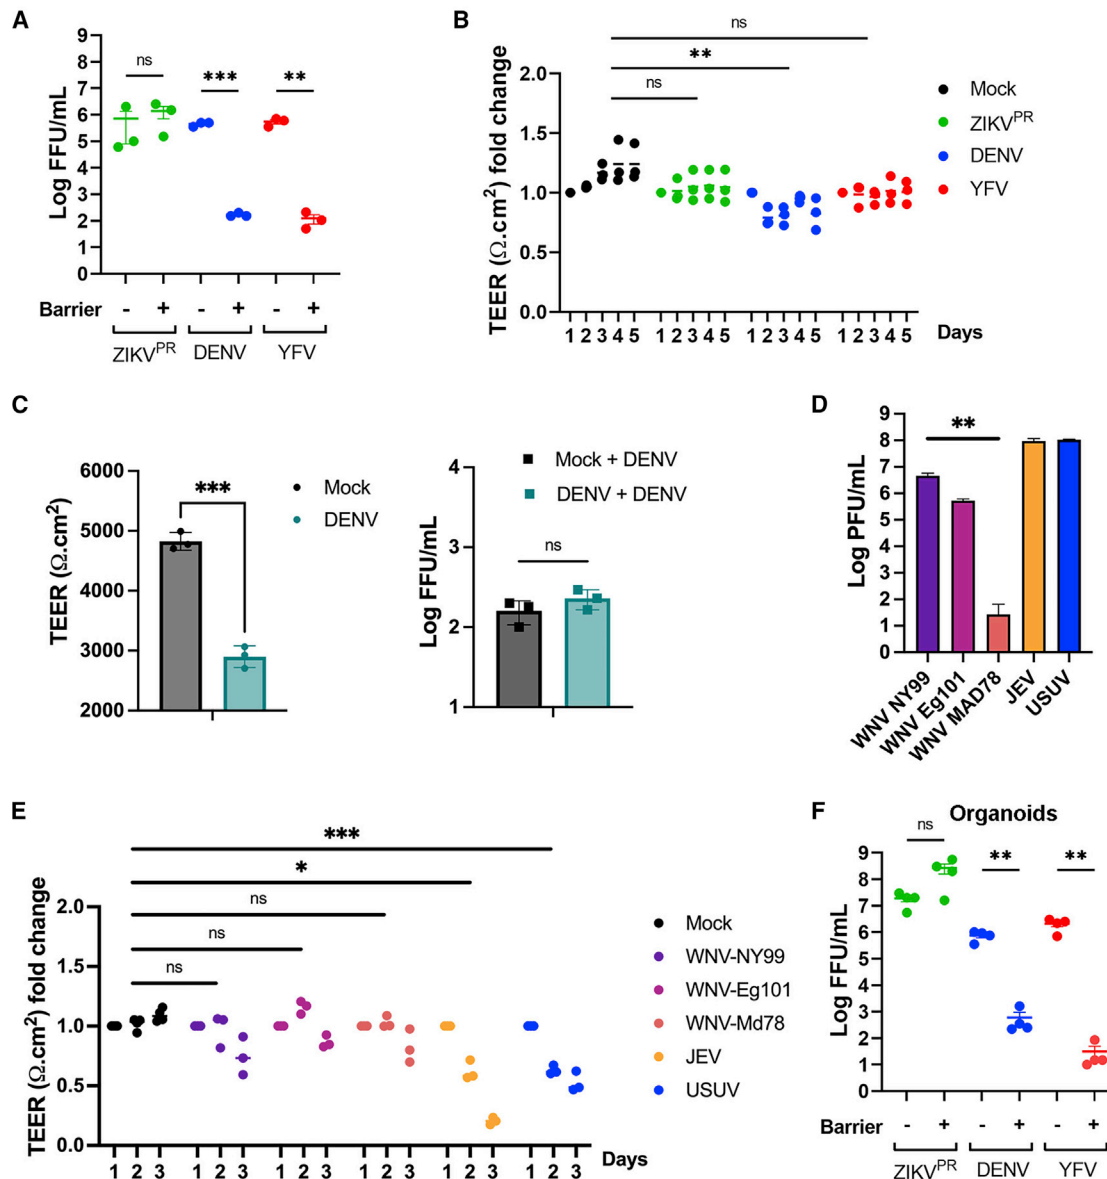 A
Log FFU/mL
9
8
7
6
5
4
3
2
1
0
ns
***
**
Barrier
- + - + - +
ZIKVPR DENV YFV
B
TEER (Ω.cm²) fold change
2.0
1.5
1.0
0.5
0.0
ns
**
ns
1 2 3 4 5 1 2 3 4 5 1 2 3 4 5 1 2 3 4 5 Days
Mock
ZIKVPR
DENV
YFV
C
TEER (Ω.cm²)
6000
5000
4000
3000
2000
***
Mock
DENV
Log FFU/mL
4
3
2
1
ns
Mock + DENV
DENV + DENV
D
Log PFU/mL
9
8
7
6
5
4
3
2
1
0
**
WNV NY99
WNV Eg101
WNV MAD78
JEV
USUV
E
TEER (Ω.cm²) fold change
2.0
1.5
1.0
0.5
0.0
***
*
ns
ns
ns
1 2 3 1 2 3 1 2 3 1 2 3 1 2 3 1 2 3 Days
Mock
WNV-NY99
WNV-Eg101
WNV-Md78
JEV
USUV
F
Organoids
Log FFU/mL
9
8
7
6
5
4
3
2
1
0
ns
**
**
Barrier
- + - + - +
ZIKVPR DENV YFV